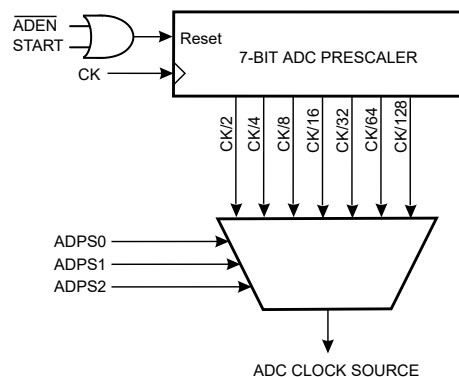 ADEN
START
Reset
7-BIT ADC PRESCALER
CK
CK/2
CK/4
CK/8
CK/16
CK/32
CK/64
CK/128
ADPS0
ADPS1
ADPS2
ADC CLOCK SOURCE